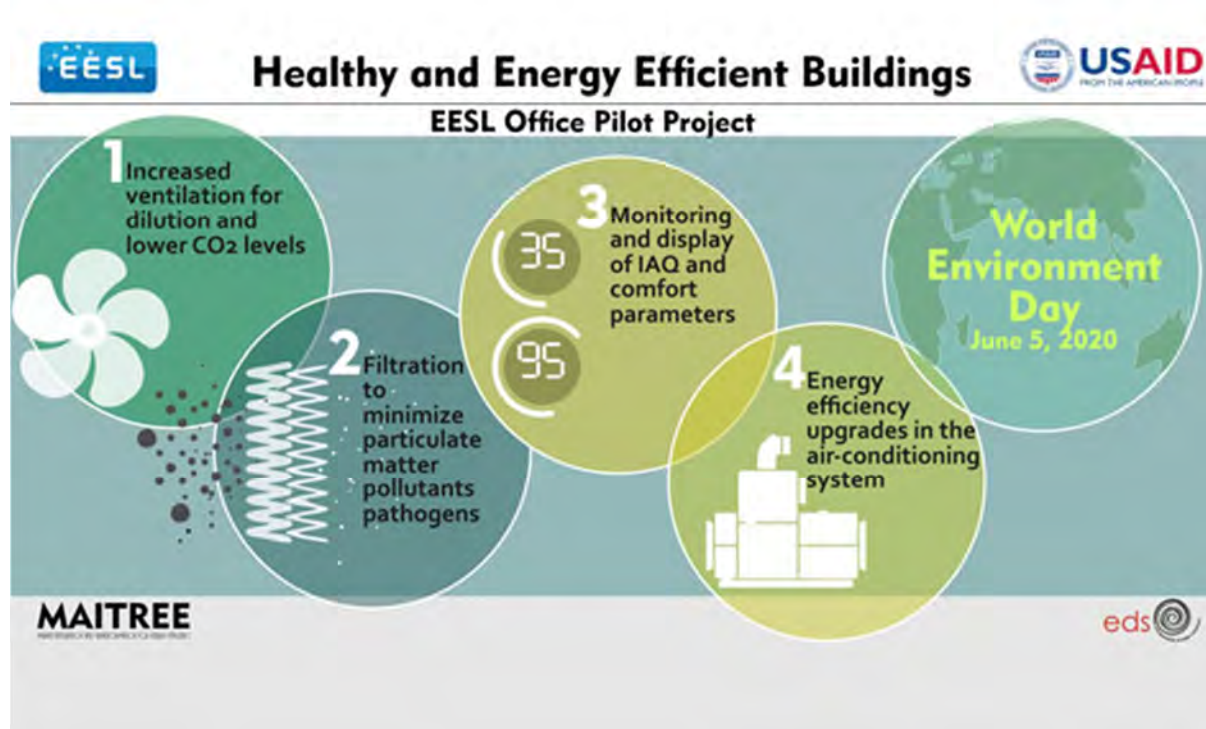 EESL
Healthy and Energy Efficient Buildings
USAID
FROM THE AMERICAN PEOPLE
EESL Office Pilot Project
1
Increased
ventilation for
dilution and
lower CO2 levels
2
Filtration
to
minimize
particulate
matter
pollutants
pathogens
3
35
95
Monitoring
and display
of IAQ and
comfort
parameters
4
Energy
efficiency
upgrades in the
air-conditioning
system
World
Environment
Day
June 5, 2020
MAITREE
eds